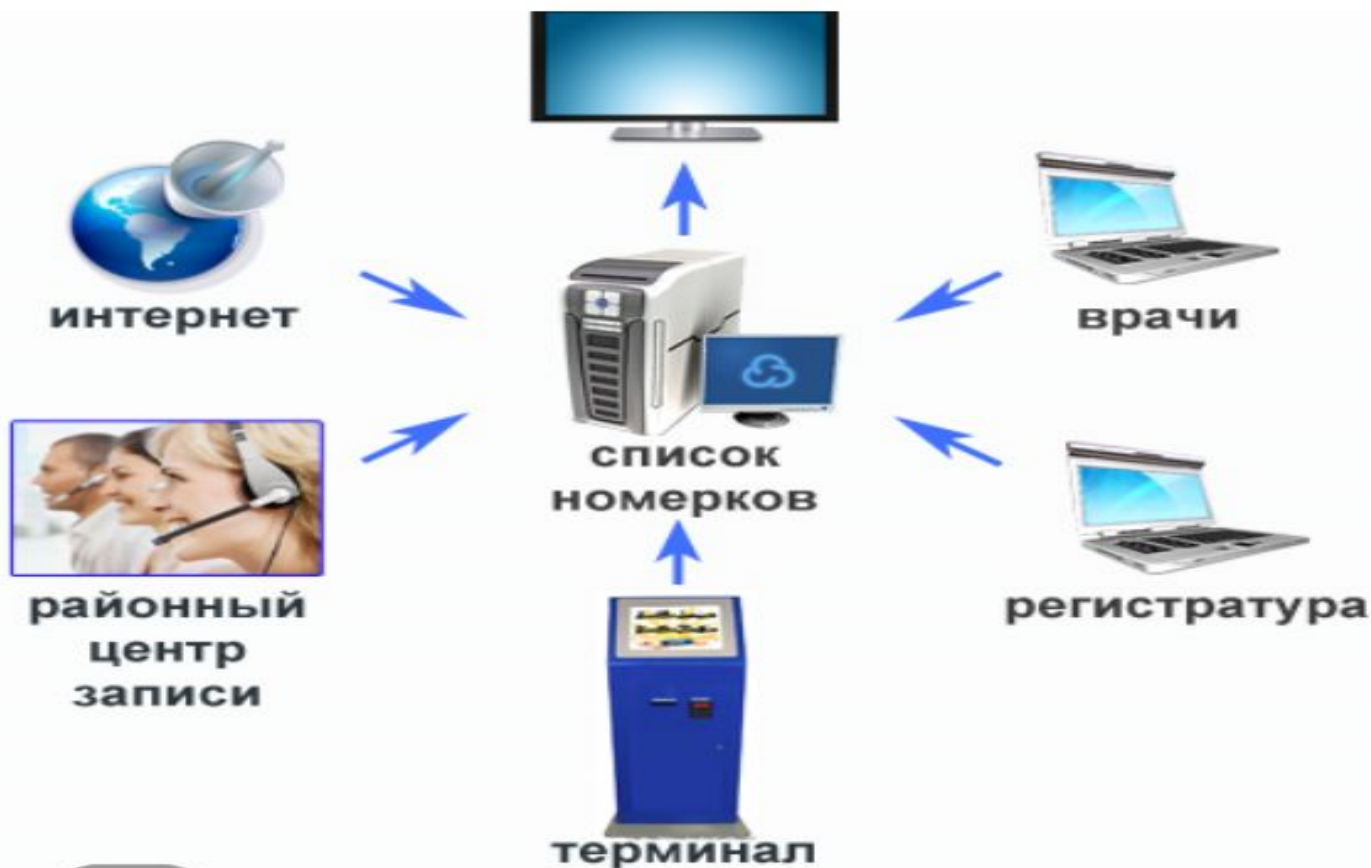 интернет
врачи
список
номерков
районный
центр
записи
регистратура
терминал